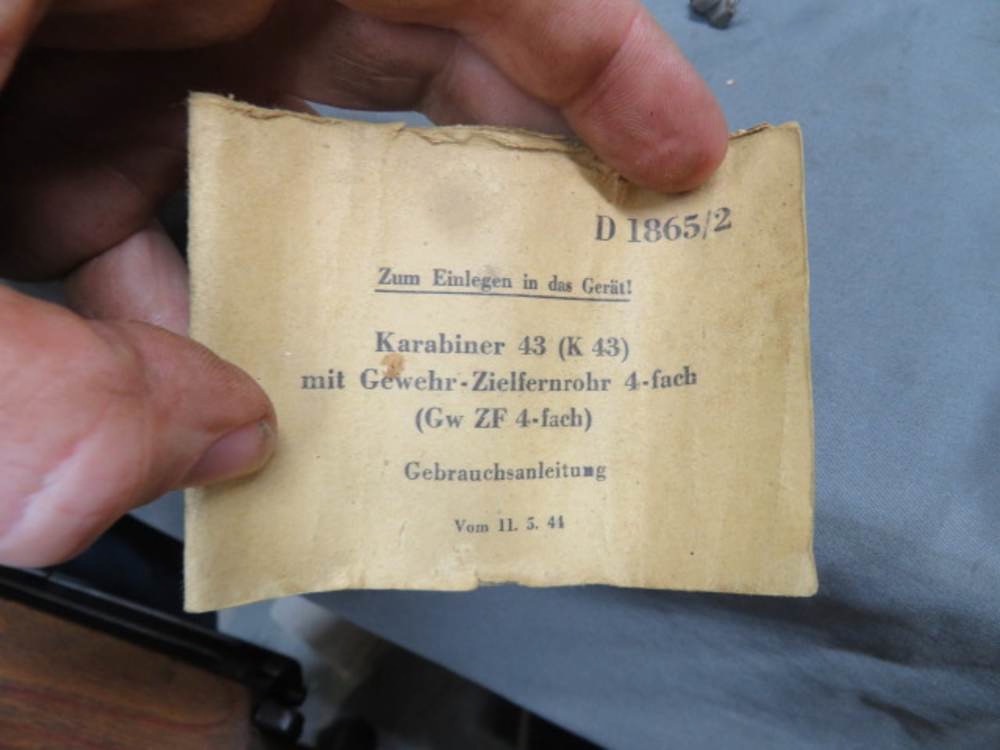 D 1865/2
Zum Einlegen in das Gerät!
Karabiner 43 (K 43)
mit Gewehr-Zielfernrohr 4-fach
(Gw ZF 4-fach)
Gebrauchsanleitung
Vom 11. 5. 44